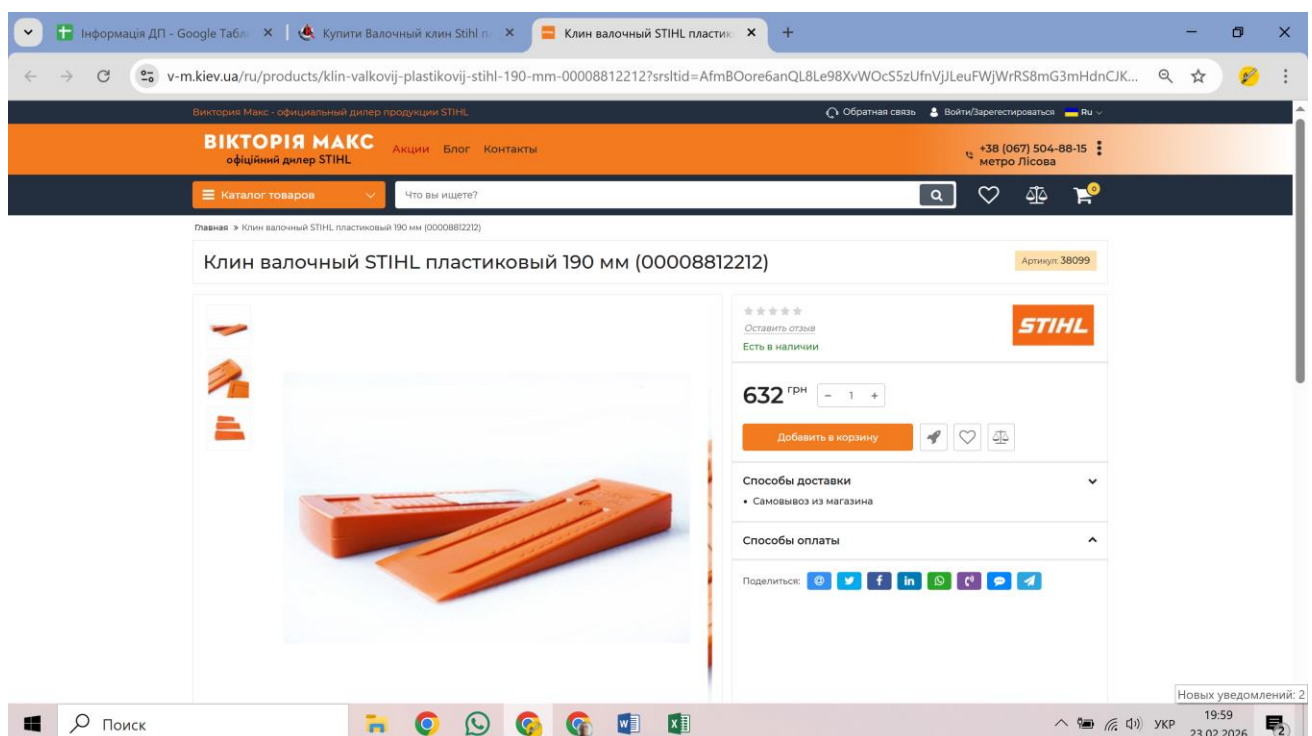 Інформація ДП - Google Табл
Купити Валочный клин Stihl п
Клин валочный STIHL пластик
v-m.kiev.ua/ru/products/klin-valkovij-plastikovij-stihl-190-mm-00008812212?srsltid=AfmBOore6anQL8Le98XvWOcS5zUfnVjJLeuFWjWrRS8mG3mHdnCJK...
Виктория Макс - официальный дилер продукции STIHL
Обратная связь
Войти/Зарегестрироваться
Ru
ВІКТОРІЯ МАКС
офіційний дилер STIHL
Акции Блог Контакты
+38 (067) 504-88-15
метро Лісова
Каталог товаров
Что вы ищете?
0
Главная » Клин валочный STIHL пластиковый 190 мм (00008812212)
Клин валочный STIHL пластиковый 190 мм (00008812212)
Артикул: 38099
Оставить отзыв
Есть в наличии
STIHL
632 грн
- 1 +
Добавить в корзину
Способы доставки
• Самовывоз из магазина
Способы оплаты
Поделиться:
Новых уведомлений: 2
Поиск
УКР
19:59
23.02.2026
2